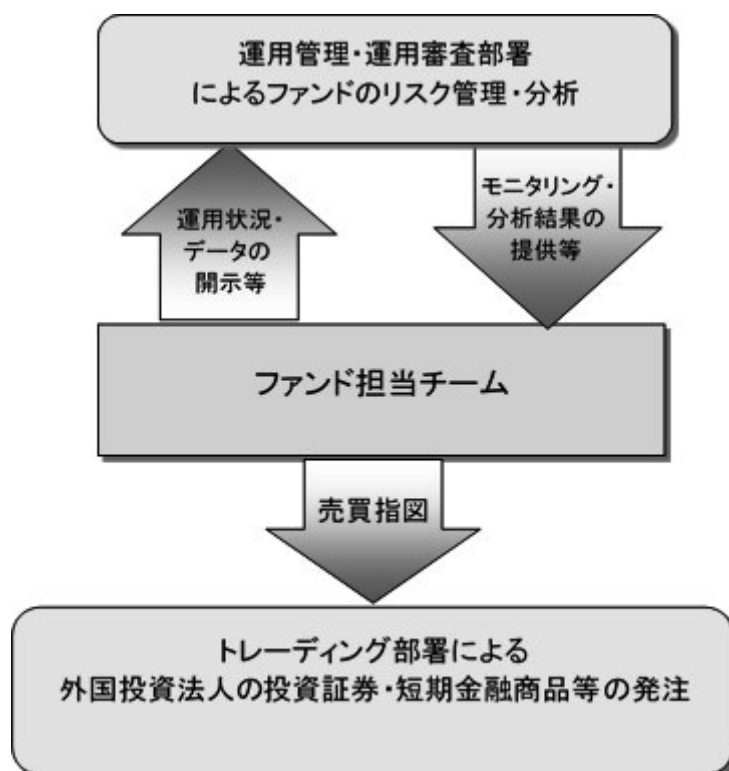 運用管理・運用審査部署
によるファンドのリスク管理・分析
運用状況・
データの
開示等
モニタリング・
分析結果の
提供等
ファンド担当チーム
売買指図
トレーディング部署による
外国投資法人の投資証券・短期金融商品等の発注